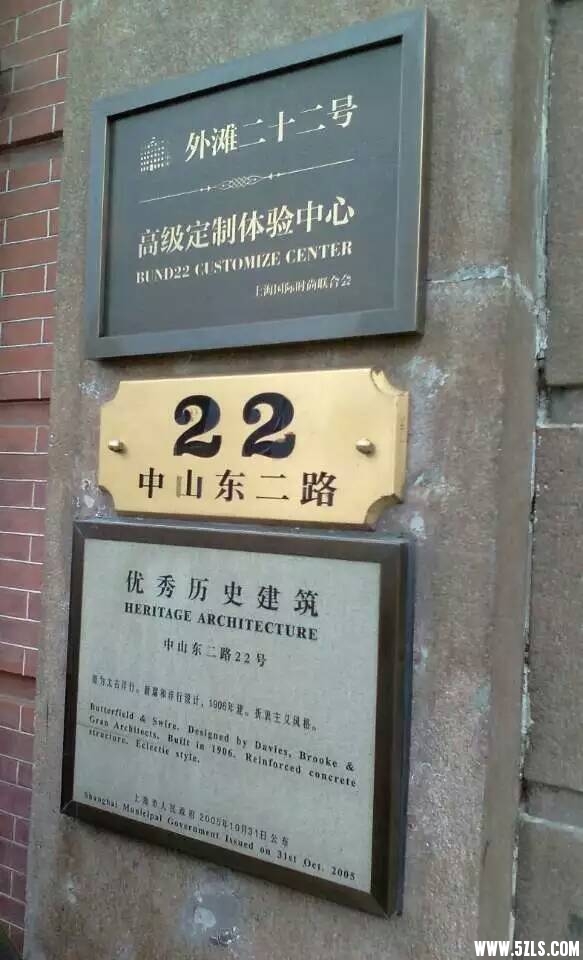 外滩二十二号
高级定制体验中心
BUND22 CUSTOMIZE CENTER
上海国际时尚联合会
22
中山东二路
优秀历史建筑
HERITAGE ARCHITECTURE
中山东二路22号
原为太古洋行。新瑞和洋行设计，1906年建。折衷主义风格。
Butterfield & Swire. Designed by Davies, Brooke &
Gran Architects. Built in 1906. Reinforced concrete
structure. Eclectic style.
上海市人民政府 2005年10月31日公布
Shanghai Municipal Government Issued on 31st Oct. 2005
WWW.5ZLS.COM